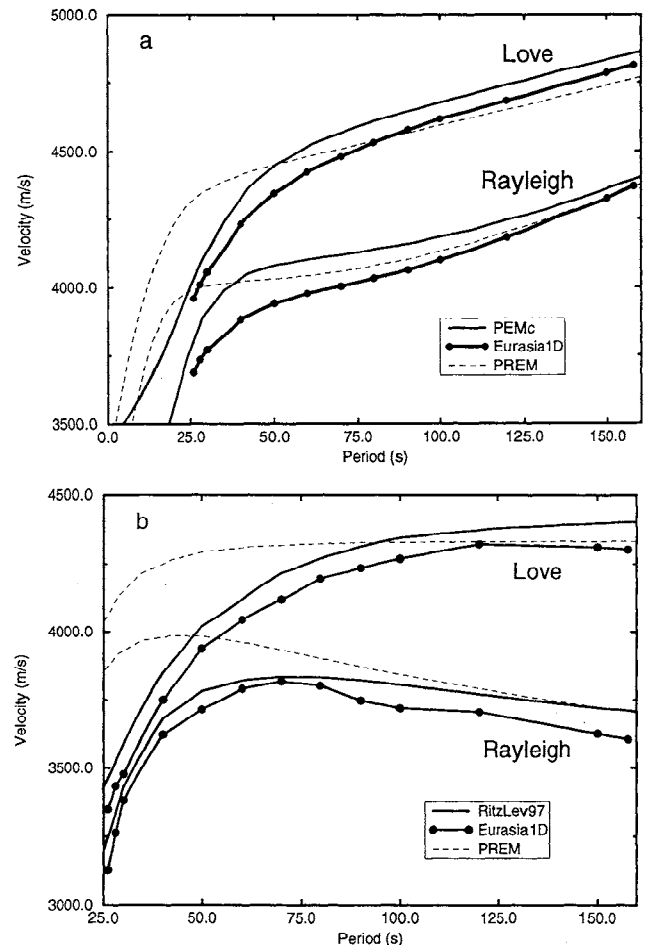 a
5000.0
4500.0
4000.0
3500.0
Velocity (m/s)
Love
Rayleigh
PEMc
Eurasia1D
PREM
0.0 25.0 50.0 75.0 100.0 125.0 150.0
Period (s)
b
4500.0
4000.0
3500.0
3000.0
Velocity (m/s)
Love
Rayleigh
RitzLev97
Eurasia1D
PREM
25.0 50.0 75.0 100.0 125.0 150.0
Period (s)